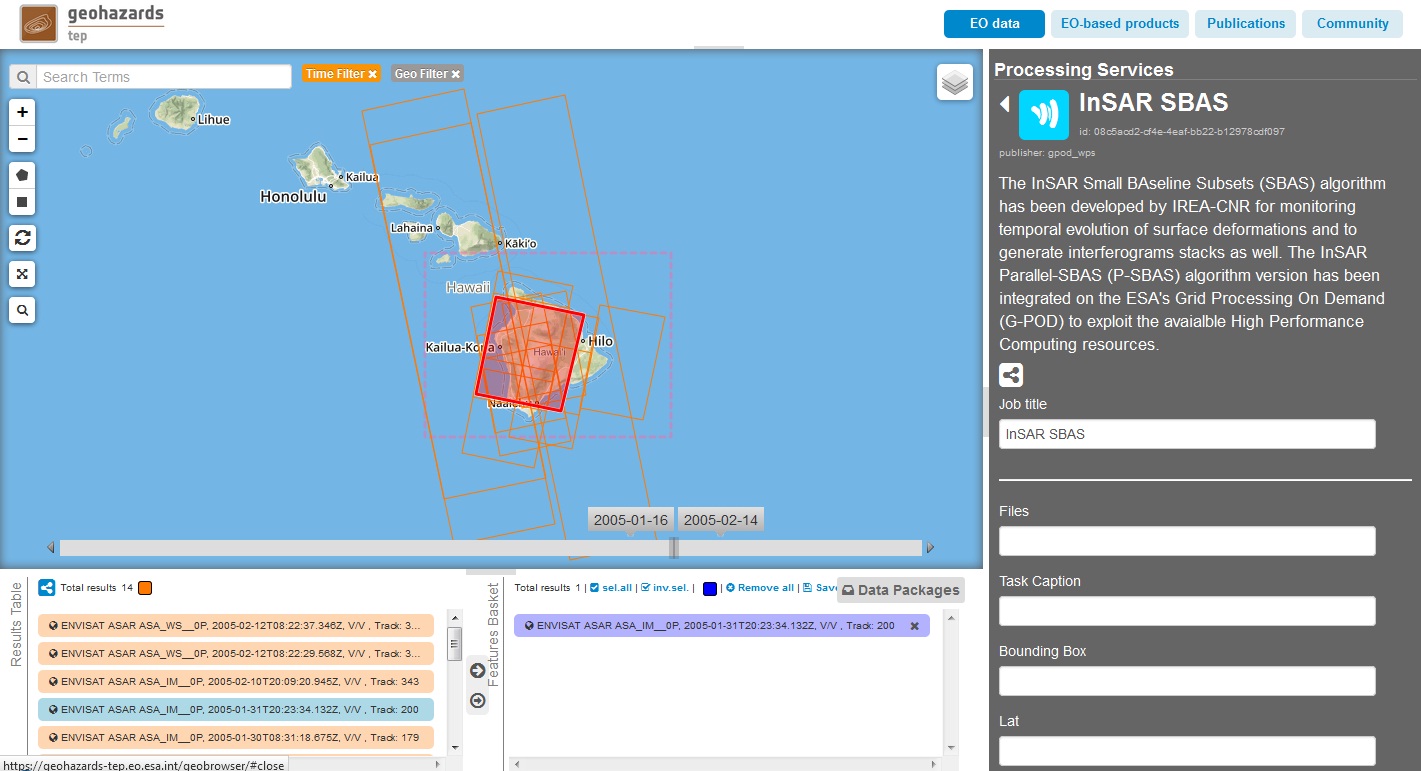 geohazards
tep
EO data
EO-based products
Publications
Community
Search Terms
Time Filter ✖
Geo Filter ✖
+
−
Lihue
Kailua
Honolulu
Lahaina
Kāki'o
Hawaii
Kailua-Kona
Hilo
Hawai'i
2005-01-16
2005-02-14
Results Table
Total results 14
ENVISAT ASAR ASA_WS__0P, 2005-02-12T08:22:37.346Z, V/V , Track: 3...
ENVISAT ASAR ASA_WS__0P, 2005-02-12T08:22:29.568Z, V/V , Track: 3...
ENVISAT ASAR ASA_IM__0P, 2005-02-10T20:09:20.945Z, V/V , Track: 343
ENVISAT ASAR ASA_IM__0P, 2005-01-31T20:23:34.132Z, V/V , Track: 200
ENVISAT ASAR ASA_IM__0P, 2005-01-30T08:31:18.675Z, V/V , Track: 179
https://geohazards-tep.eo.esa.int/geobrowser/#close
Features Basket
Total results 1 | sel.all | inv.sel. | | Remove all | Save
Data Packages
ENVISAT ASAR ASA_IM__0P, 2005-01-31T20:23:34.132Z, V/V , Track: 200 ✖
Processing Services
InSAR SBAS
id: 08c5acd2-cf4e-4eaf-bb22-b12978cdf097
publisher: gpod_wps
The InSAR Small BAseline Subsets (SBAS) algorithm
has been developed by IREA-CNR for monitoring
temporal evolution of surface deformations and to
generate interferograms stacks as well. The InSAR
Parallel-SBAS (P-SBAS) algorithm version has been
integrated on the ESA's Grid Processing On Demand
(G-POD) to exploit the avaialble High Performance
Computing resources.
Job title
InSAR SBAS
Files
Task Caption
Bounding Box
Lat